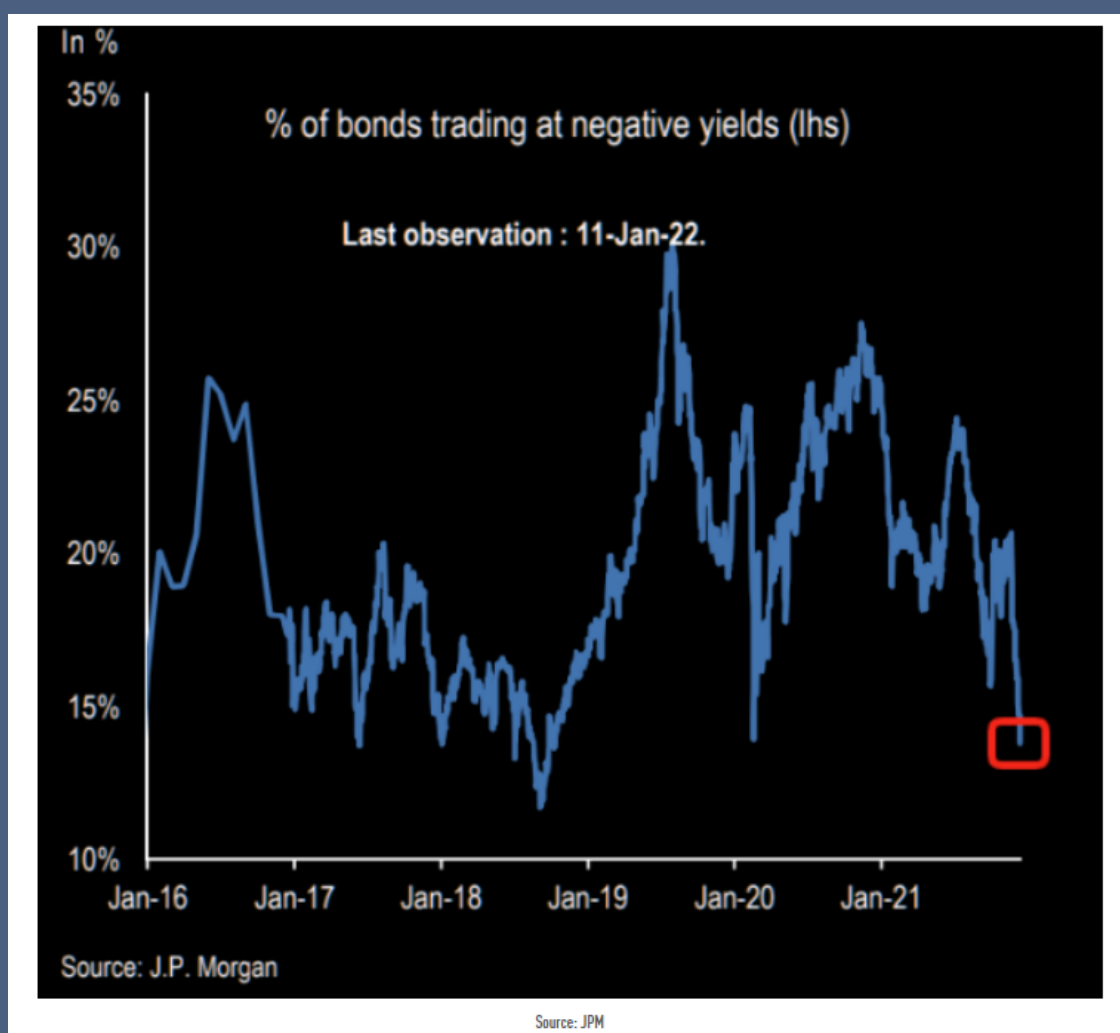 In %
35%
% of bonds trading at negative yields (lhs)
Last observation : 11-Jan-22.
30%
25%
20%
15%
10%
Jan-16 Jan-17 Jan-18 Jan-19 Jan-20 Jan-21
Source: J.P. Morgan
Source: JPM